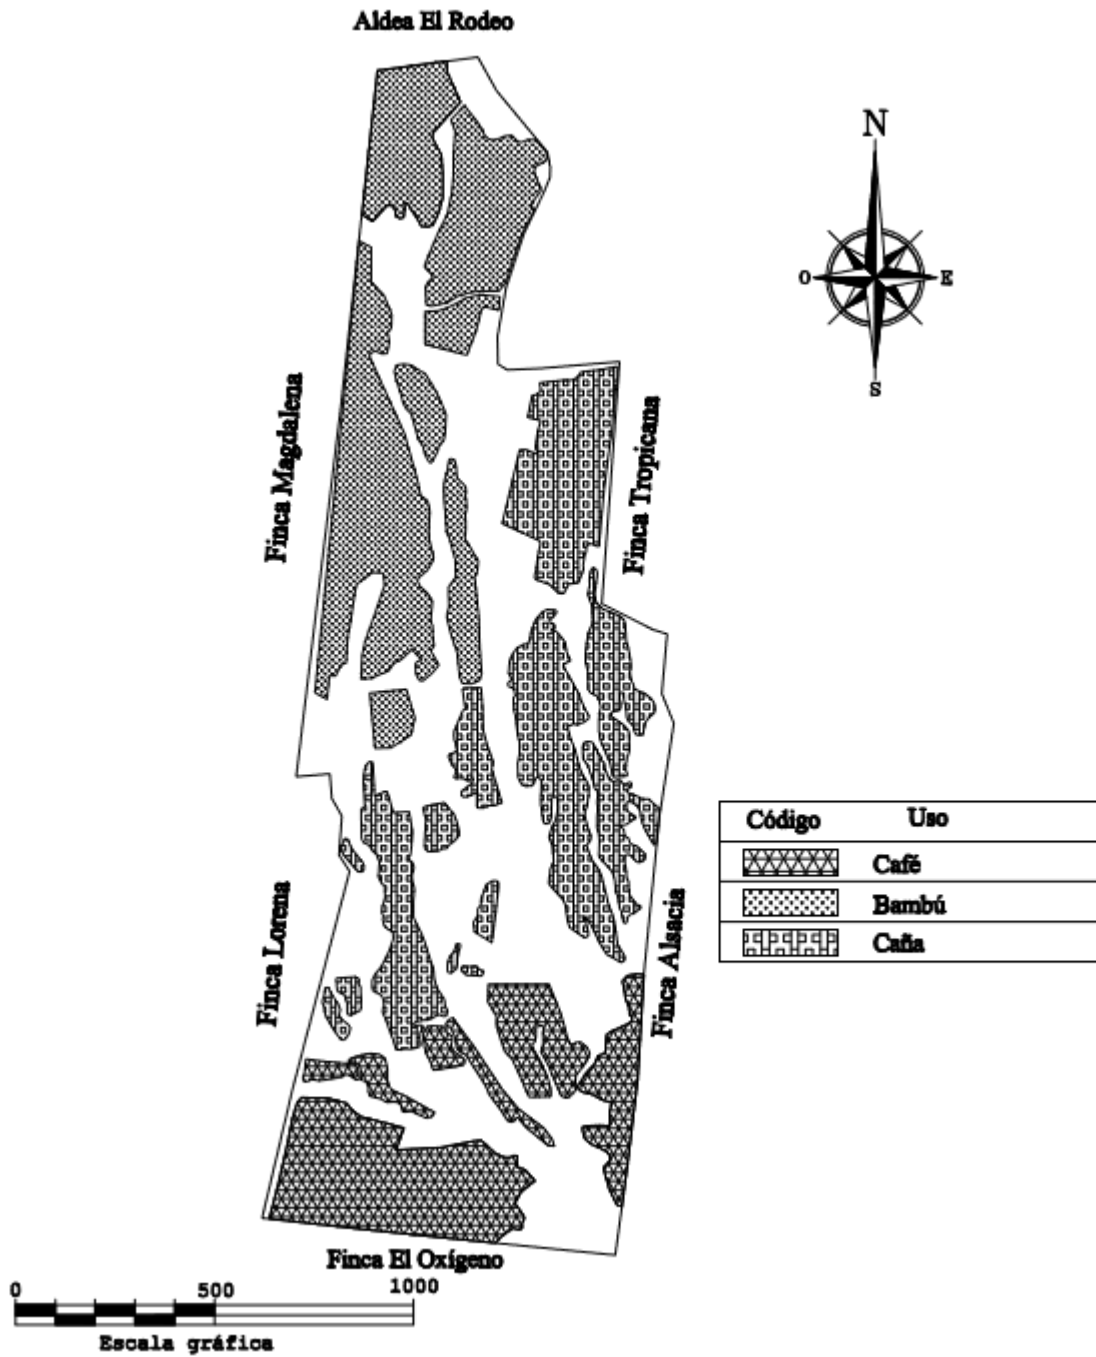 Aldea El Rodeo
N
O
E
S
Finca Magdalena
Finca Tropicana
Código Uso
Café
Bambú
Caña
Finca Lorena
Finca Alsacia
Finca El Oxígeno
0 500 1000
Escala gráfica